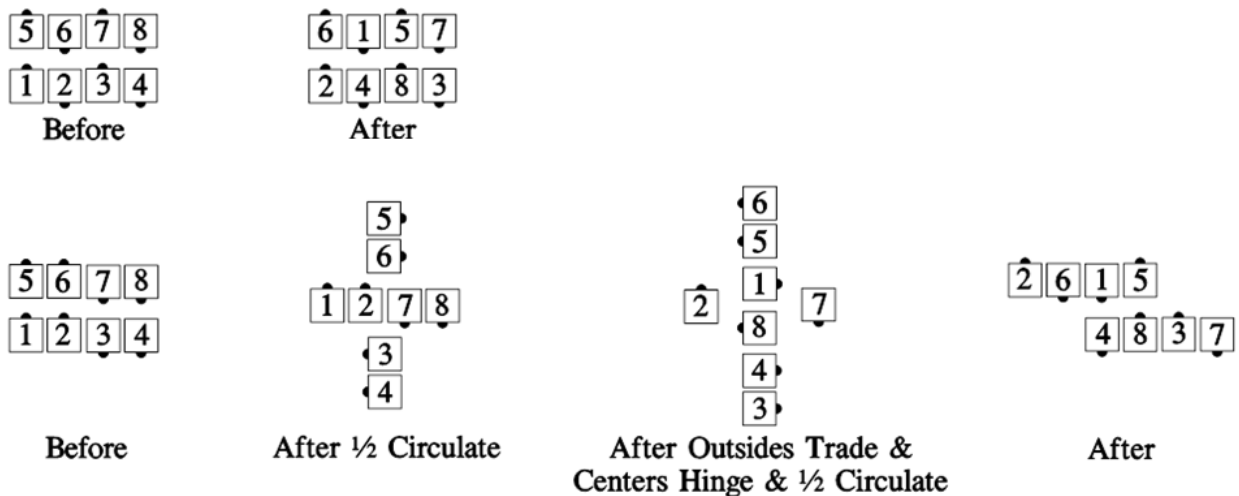 5 6 7 8 6 1 5 7
1 2 3 4 2 4 8 3
Before After
6
5
5
6
5 6 7 8 1 2 6 1 5
1 2 7 8 2 7
1 2 3 4 8 4 8 3 7
3
4
4
3
Before After ½ Circulate After Outsides Trade & After
Centers Hinge & ½ Circulate